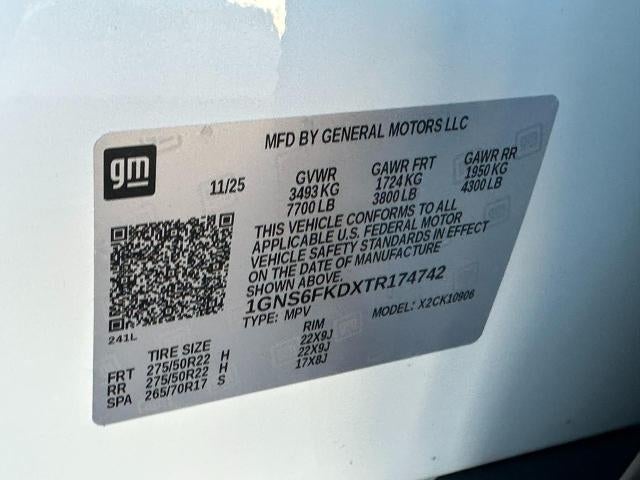 MFD BY GENERAL MOTORS LLC
gm
11/25
GVWR
3493 KG
7700 LB
GAWR FRT
1724 KG
3800 LB
GAWR RR
1950 KG
4300 LB
THIS VEHICLE CONFORMS TO ALL
APPLICABLE U.S. FEDERAL MOTOR
VEHICLE SAFETY STANDARDS IN EFFECT
ON THE DATE OF MANUFACTURE
SHOWN ABOVE.
1GNS6FKDXTR174742
TYPE: MPV MODEL: X2CK10906
241L
TIRE SIZE RIM
FRT 275/50R22 H 22X9J
RR 275/50R22 H 22X9J
SPA 265/70R17 S 17X8J